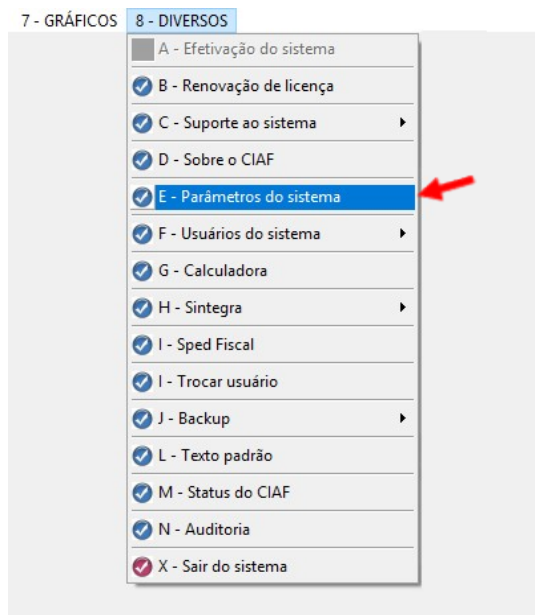 7 - GRÁFICOS 8 - DIVERSOS
A - Efetivação do sistema
B - Renovação de licença
C - Suporte ao sistema
D - Sobre o CIAF
E - Parâmetros do sistema
F - Usuários do sistema
G - Calculadora
H - Sintegra
I - Sped Fiscal
I - Trocar usuário
J - Backup
L - Texto padrão
M - Status do CIAF
N - Auditoria
X - Sair do sistema